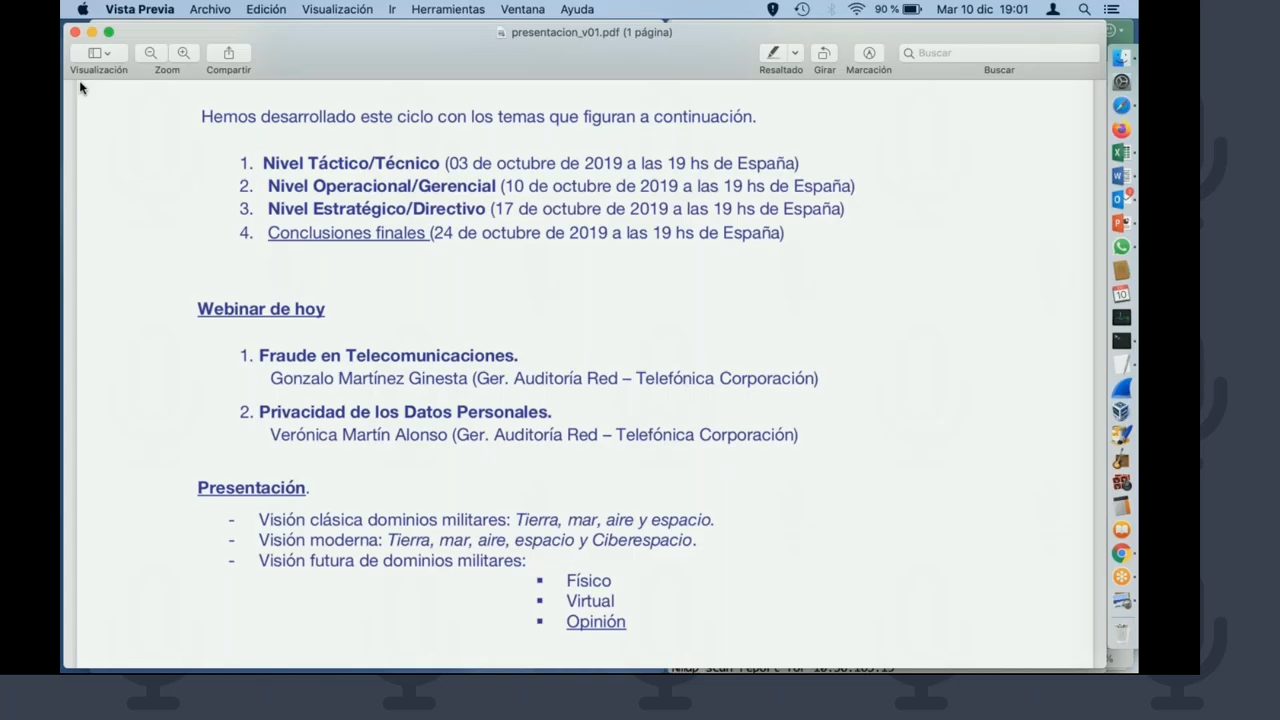 Vista Previa Archivo Edición Visualización Ir Herramientas Ventana Ayuda 90 % Mar 10 dic 19:01
presentacion_v01.pdf (1 página)
Buscar
Visualización Zoom Compartir Resaltado Girar Marcación Buscar
Hemos desarrollado este ciclo con los temas que figuran a continuación.
1. Nivel Táctico/Técnico (03 de octubre de 2019 a las 19 hs de España)
2. Nivel Operacional/Gerencial (10 de octubre de 2019 a las 19 hs de España)
3. Nivel Estratégico/Directivo (17 de octubre de 2019 a las 19 hs de España)
4. Conclusiones finales (24 de octubre de 2019 a las 19 hs de España)
Webinar de hoy
1. Fraude en Telecomunicaciones.
Gonzalo Martínez Ginesta (Ger. Auditoría Red – Telefónica Corporación)
2. Privacidad de los Datos Personales.
Verónica Martín Alonso (Ger. Auditoría Red – Telefónica Corporación)
Presentación.
- Visión clásica dominios militares: Tierra, mar, aire y espacio.
- Visión moderna: Tierra, mar, aire, espacio y Ciberespacio.
- Visión futura de dominios militares:
▪ Físico
▪ Virtual
▪ Opinión